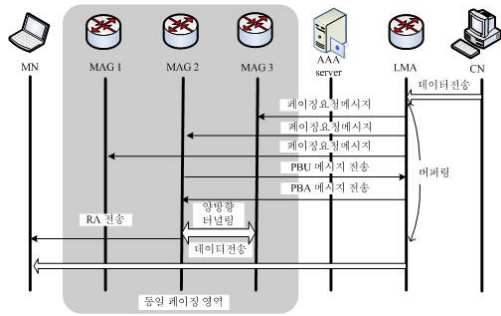 MN
MAG 1
MAG 2
MAG 3
AAA
server
LMA
CN
데이터전송
페이징요청메시지
페이징요청메시지
페이징요청메시지
PBU 메시지 전송
버퍼링
PBA 메시지 전송
양방향
터널링
RA 전송
데이터전송
동일 페이징 영역